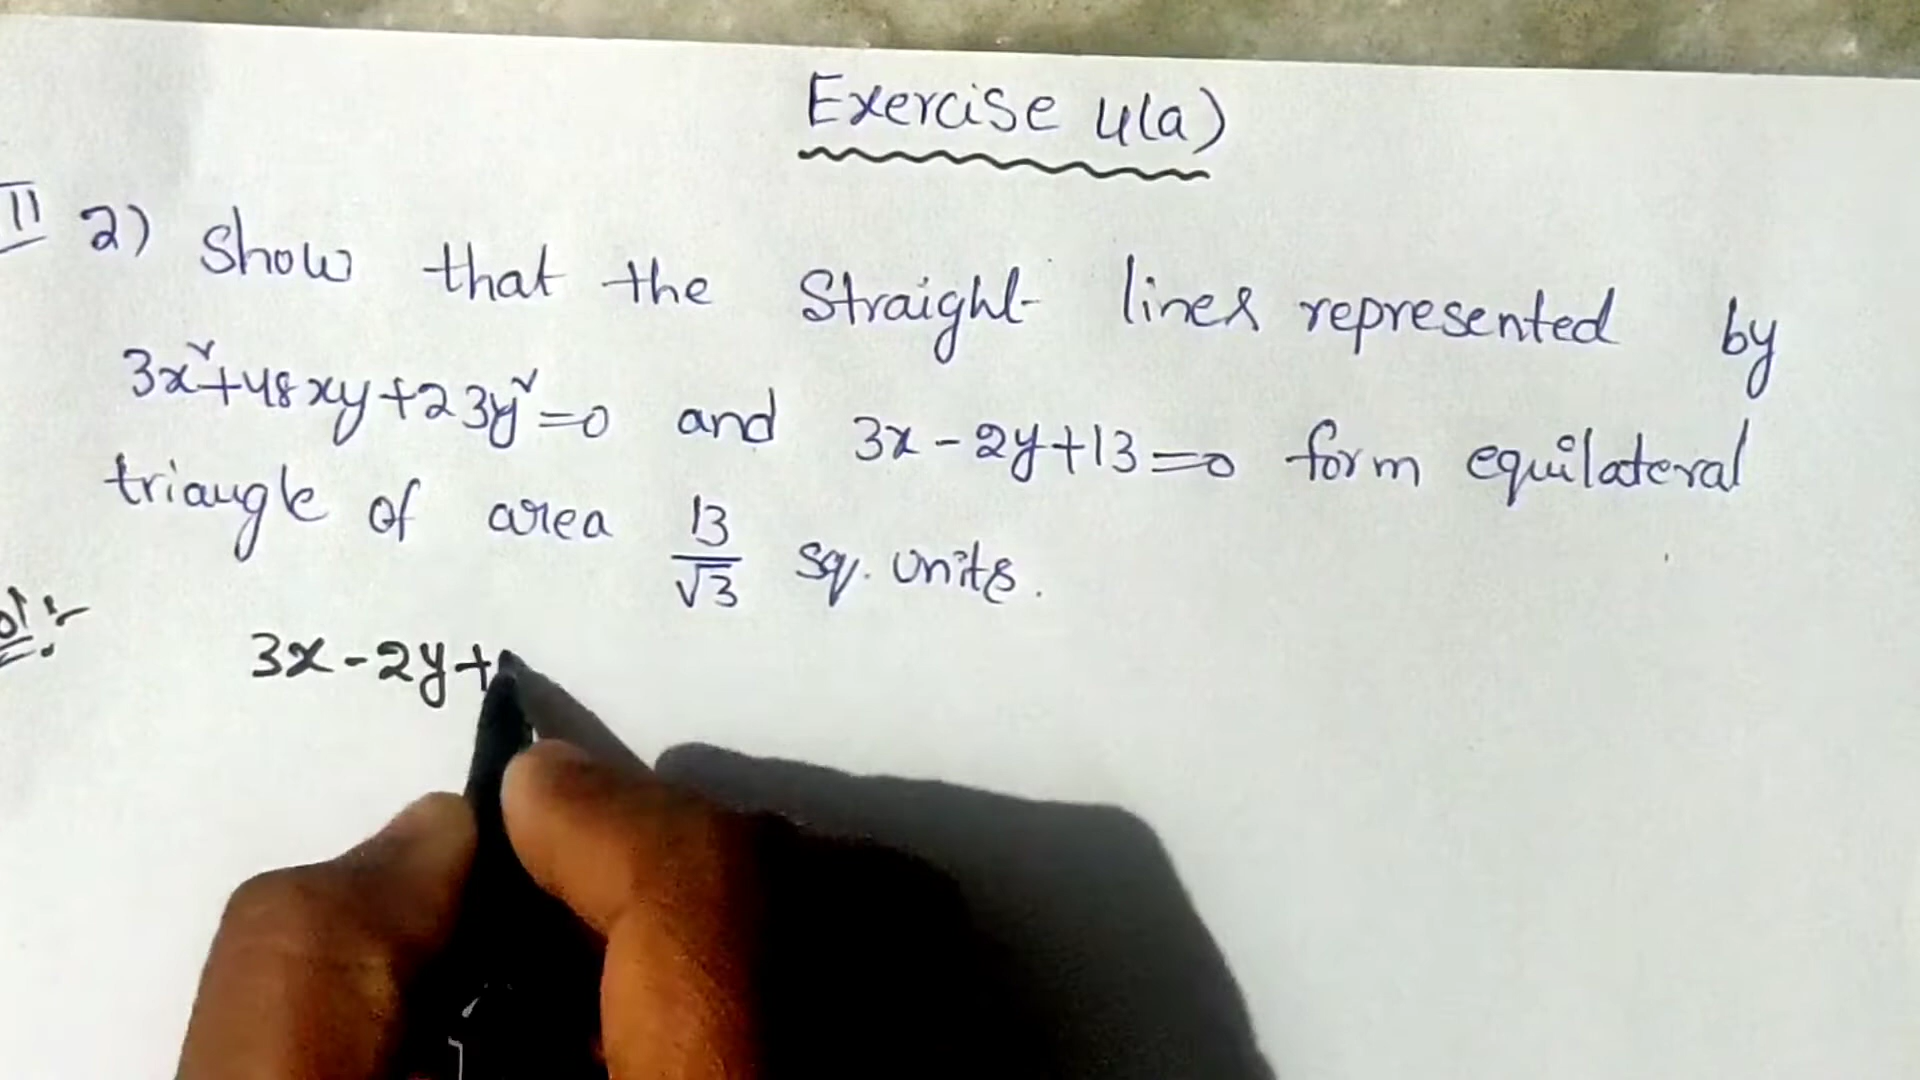 Exercise 4(a)
II 2) Show that the Straight lines represented by
3x²+48xy+23y²=0 and 3x-2y+13=0 form equilateral
triangle of area 13/√3 sq. units.
Sol:-
3x-2y+